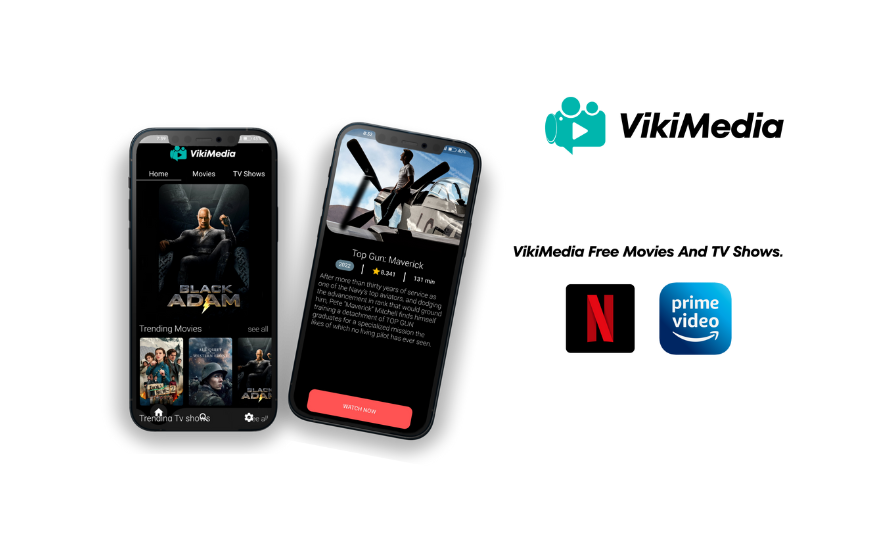 VikiMedia
Home Movies TV Shows
BLACK
ADAM
Trending Movies see all
Trending Tv shows see all
Top Gun: Maverick
2022 8.341 131 min
After more than thirty years of service as
one of the Navy's top aviators, and dodging
the advancement in rank that would ground
him, Pete "Maverick" Mitchell finds himself
training a detachment of TOP GUN
graduates for a specialized mission the
likes of which no living pilot has ever seen.
WATCH NOW
VikiMedia
VikiMedia Free Movies And TV Shows.
N
prime
video